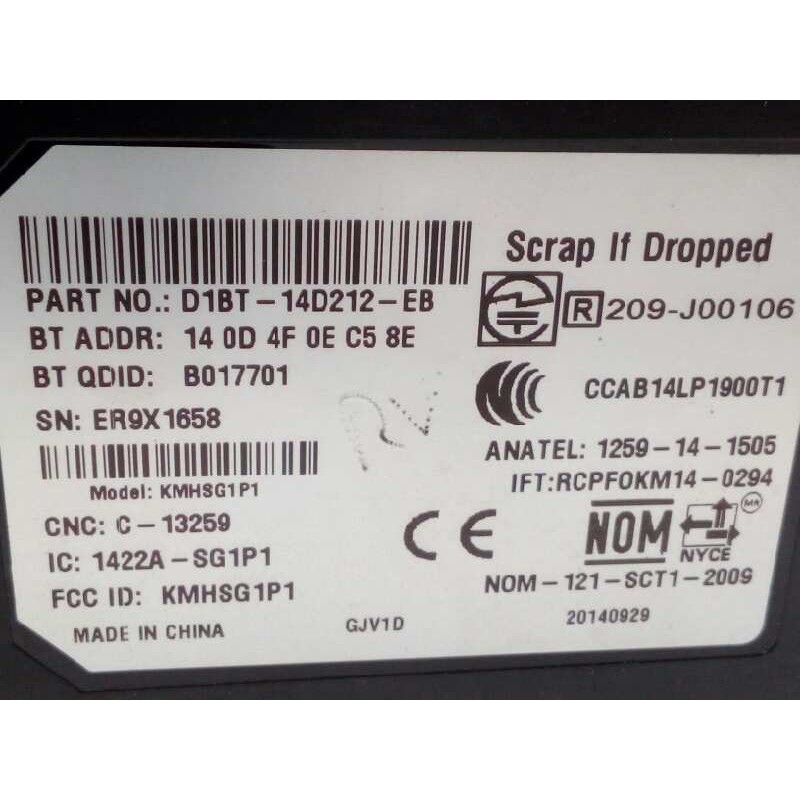 PART NO.: D1BT-14D212-EB
BT ADDR: 14 0D 4F 0E C5 8E
BT QDID: B017701
SN: ER9X1658
Model: KMHSG1P1
CNC: C-13259
IC: 1422A-SG1P1
FCC ID: KMHSG1P1
MADE IN CHINA
GJV1D
RV
Scrap If Dropped
R 209-J00106
CCAB14LP1900T1
ANATEL: 1259-14-1505
IFT:RCPFOKM14-0294
CE
NOM
NYCE
NOM-121-SCT1-2009
20140929